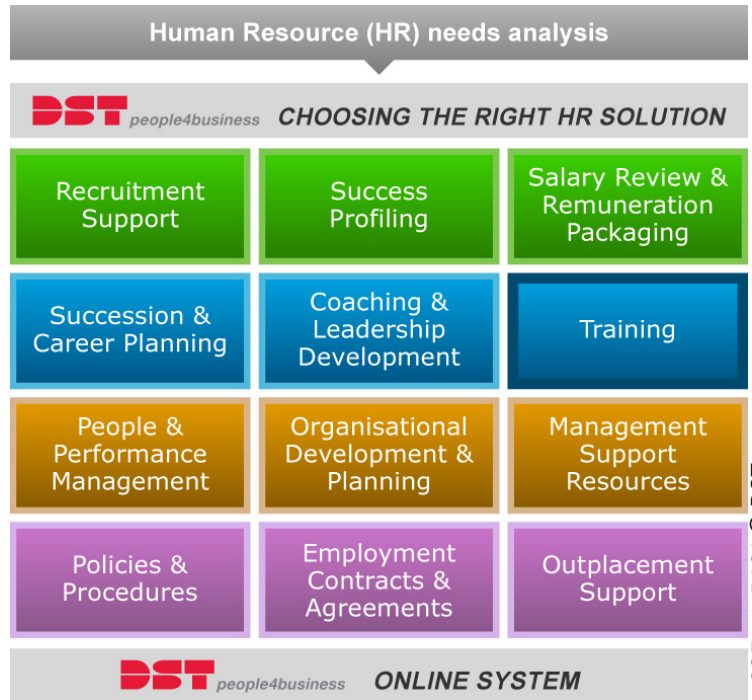 Human Resource (HR) needs analysis
DST people4business CHOOSING THE RIGHT HR SOLUTION
Recruitment
Support
Success
Profiling
Salary Review &
Remuneration
Packaging
Succession &
Career Planning
Coaching &
Leadership
Development
Training
People &
Performance
Management
Organisational
Development &
Planning
Management
Support
Resources
Policies &
Procedures
Employment
Contracts &
Agreements
Outplacement
Support
DST people4business ONLINE SYSTEM